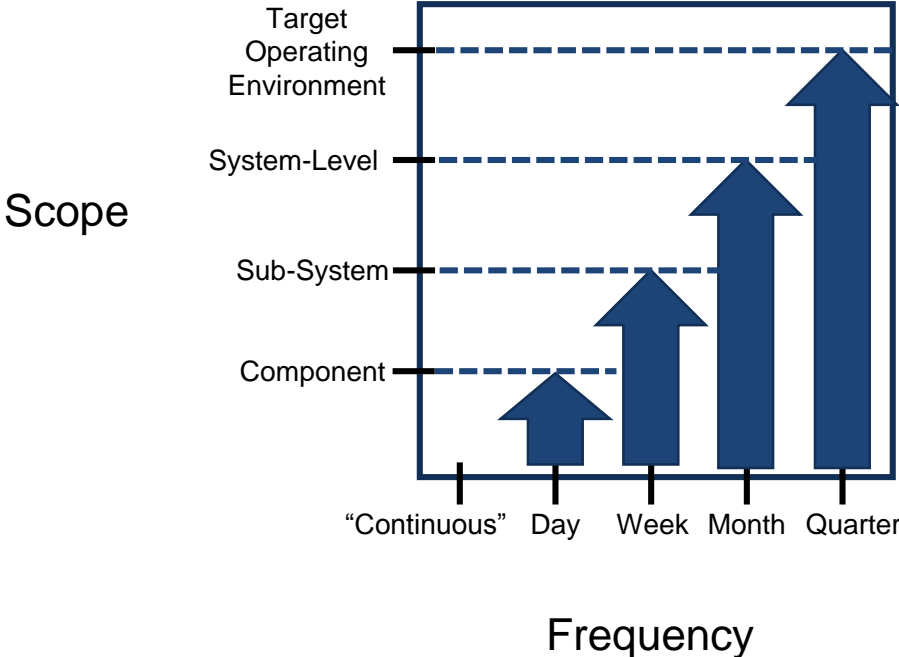 Target
Operating
Environment
System-Level
Scope
Sub-System
Component
“Continuous” Day Week Month Quarter
Frequency